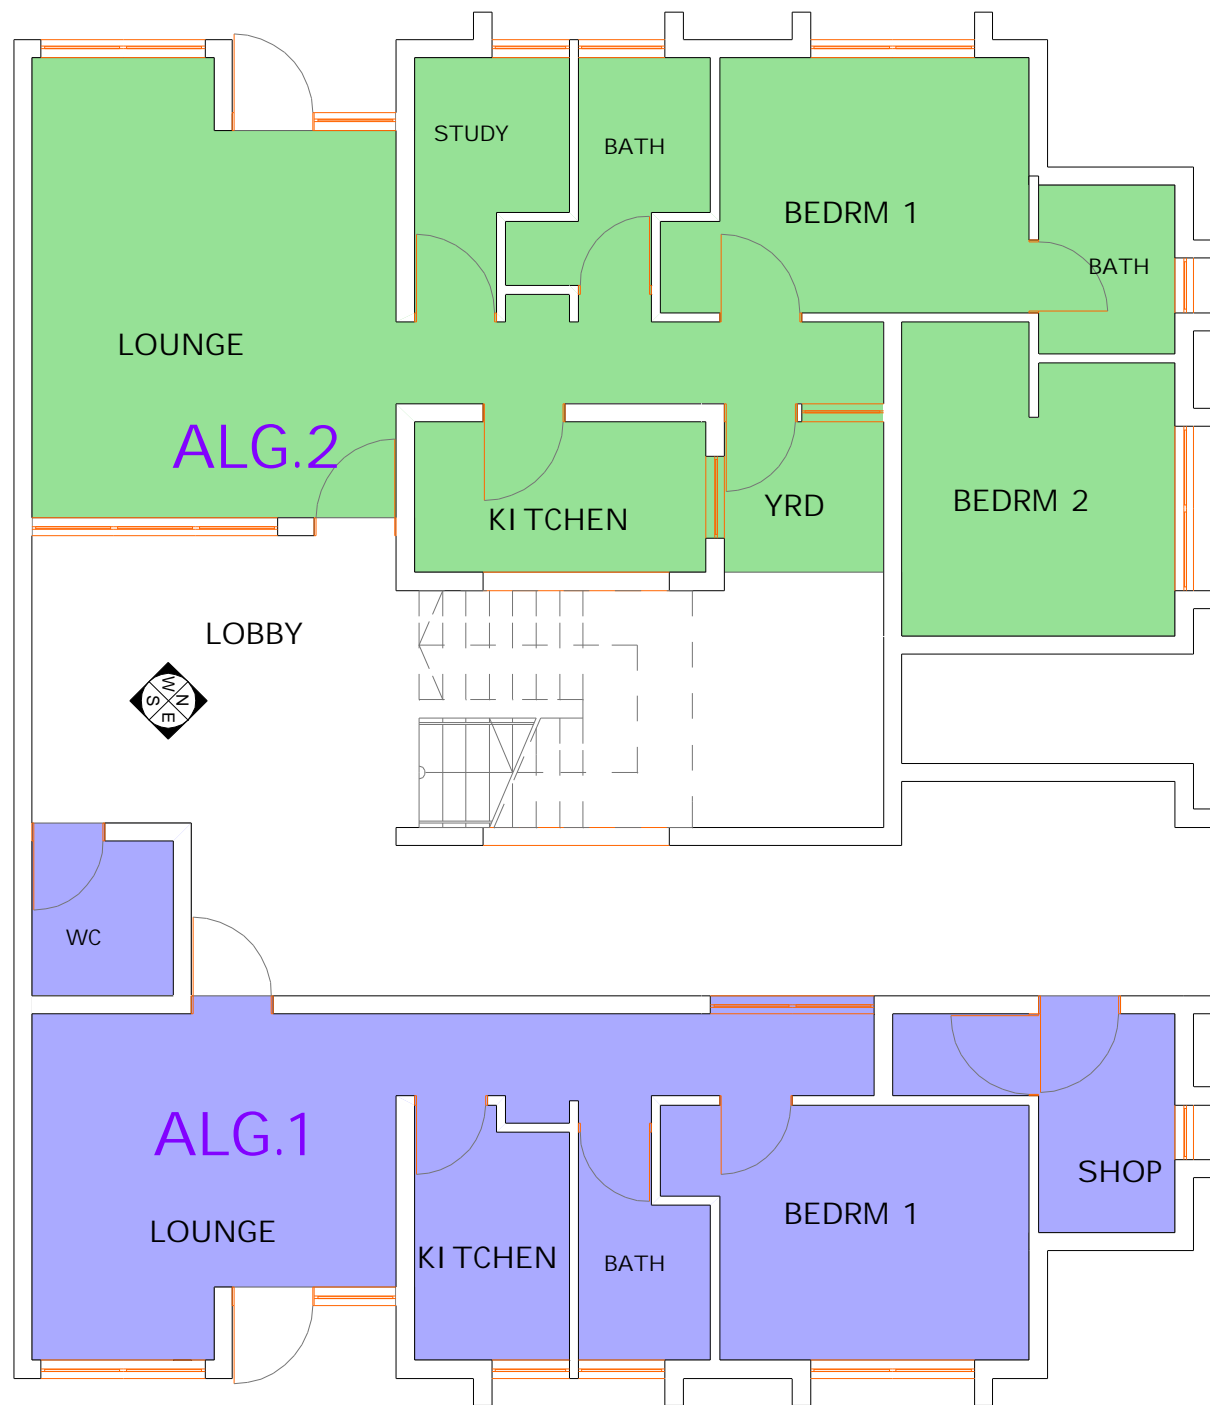 STUDY
BATH
BEDRM 1
BATH
LOUNGE
ALG.2
KITCHEN
YRD
BEDRM 2
LOBBY
N
E
S
W
WC
ALG.1
LOUNGE
KITCHEN
BATH
BEDRM 1
SHOP